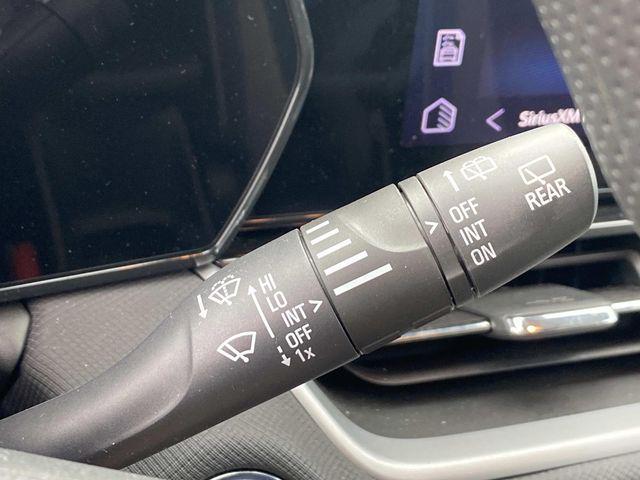 SiriusXM
REAR
OFF
INT
ON
HI
LO
INT
OFF
1x